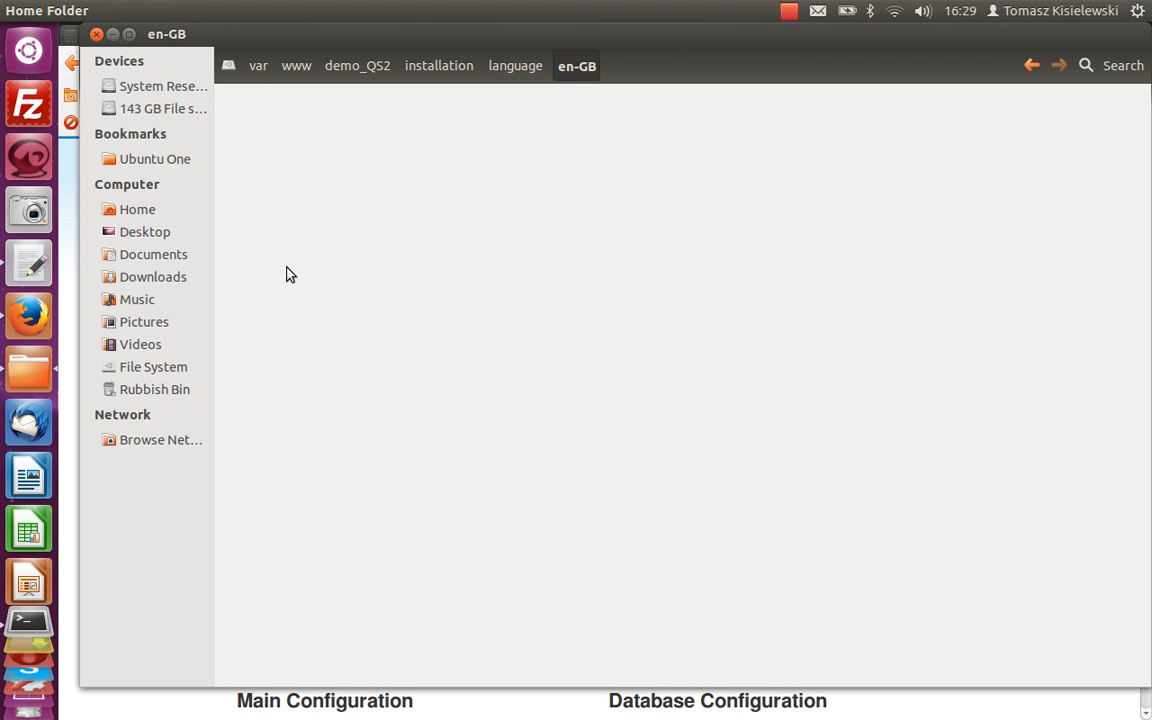 Home Folder
16:29
Tomasz Kisielewski
en-GB
Devices
var
www
demo_QS2
installation
language
en-GB
Search
System Rese...
143 GB File s...
Bookmarks
Ubuntu One
Computer
Home
Desktop
Documents
Downloads
Music
Pictures
Videos
File System
Rubbish Bin
Network
Browse Net...
Main Configuration
Database Configuration